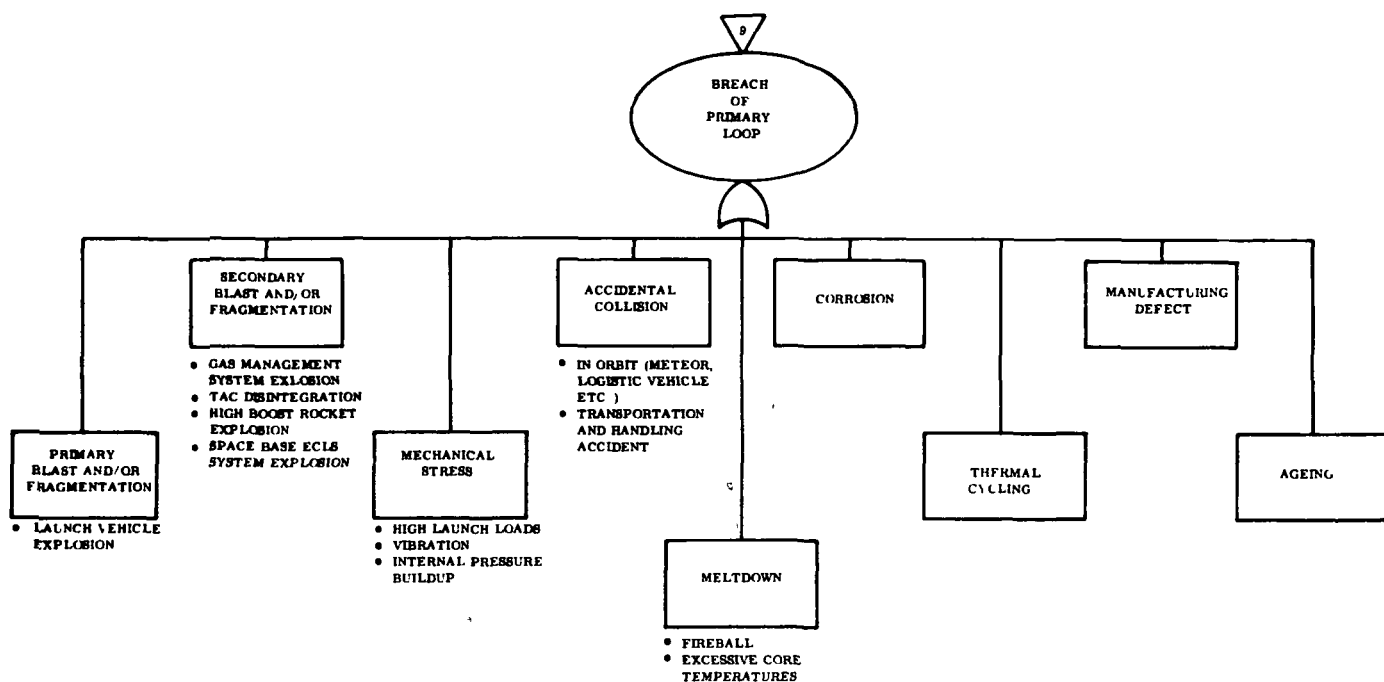 9
BREACH
OF
PRIMARY
LOOP
SECONDARY
BLAST AND/OR
FRAGMENTATION
• GAS MANAGEMENT
SYSTEM EXLOSION
• TAC DISINTEGRATION
• HIGH BOOST ROCKET
EXPLOSION
• SPACE BASE ECLS
SYSTEM EXPLOSION
ACCIDENTAL
COLLISION
• IN ORBIT (METEOR,
LOGISTIC VEHICLE
ETC )
• TRANSPORTATION
AND HANDLING
ACCIDENT
CORROSION
MANUFACTURING
DEFECT
PRIMARY
BLAST AND/OR
FRAGMENTATION
• LAUNCH VEHICLE
EXPLOSION
MECHANICAL
STRESS
• HIGH LAUNCH LOADS
• VIBRATION
• INTERNAL PRESSURE
BUILDUP
THERMAL
CYCLING
AGEING
MELTDOWN
• FIREBALL
• EXCESSIVE CORE
TEMPERATURES